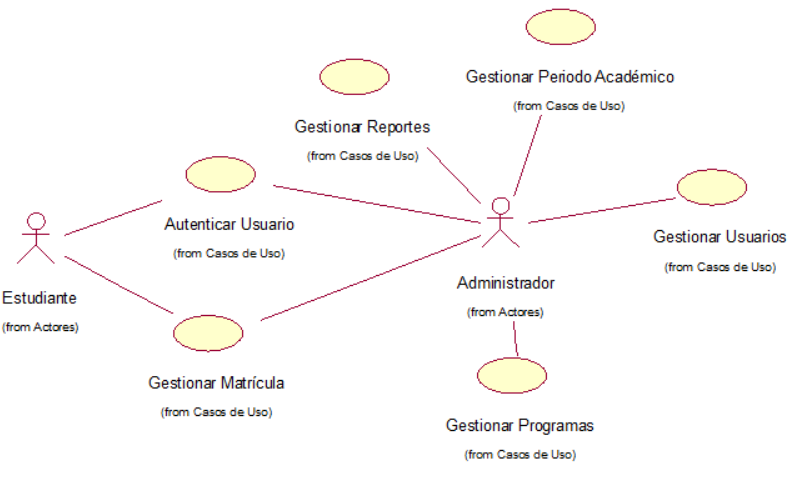 Gestionar Periodo Académico
(from Casos de Uso)
Gestionar Reportes
(from Casos de Uso)
Autenticar Usuario
(from Casos de Uso)
Gestionar Usuarios
(from Casos de Uso)
Estudiante
(from Actores)
Administrador
(from Actores)
Gestionar Matrícula
(from Casos de Uso)
Gestionar Programas
(from Casos de Uso)